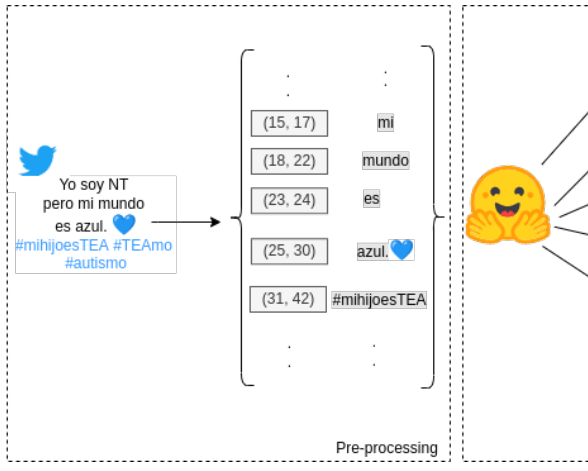 Yo soy NT
pero mi mundo
es azul. 💙
#mihijoesTEA #TEAmo
#autismo
(15, 17) mi
(18, 22) mundo
(23, 24) es
(25, 30) azul.💙
(31, 42) #mihijoesTEA
Pre-processing